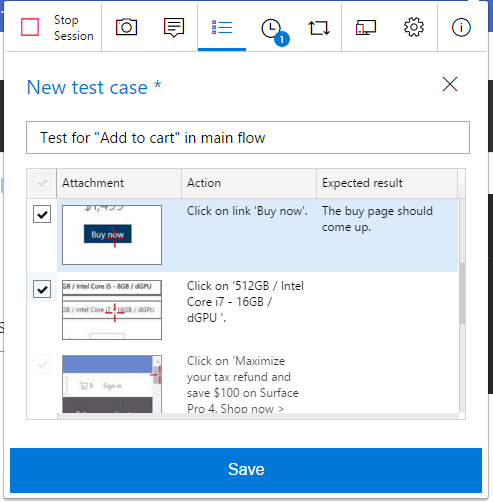 Stop
Session
1
New test case *
Test for "Add to cart" in main flow
Attachment Action Expected result
$1,499
Buy now
Click on link 'Buy now'.
The buy page should
come up.
GB / Intel Core i5 - 8GB / dGPU
GB / Intel Core i7 - 16GB / dGPU
Click on '512GB / Intel
Core i7 - 16GB /
dGPU '.
Sign in
Click on 'Maximize
your tax refund and
save $100 on Surface
Pro 4. Shop now >
Save